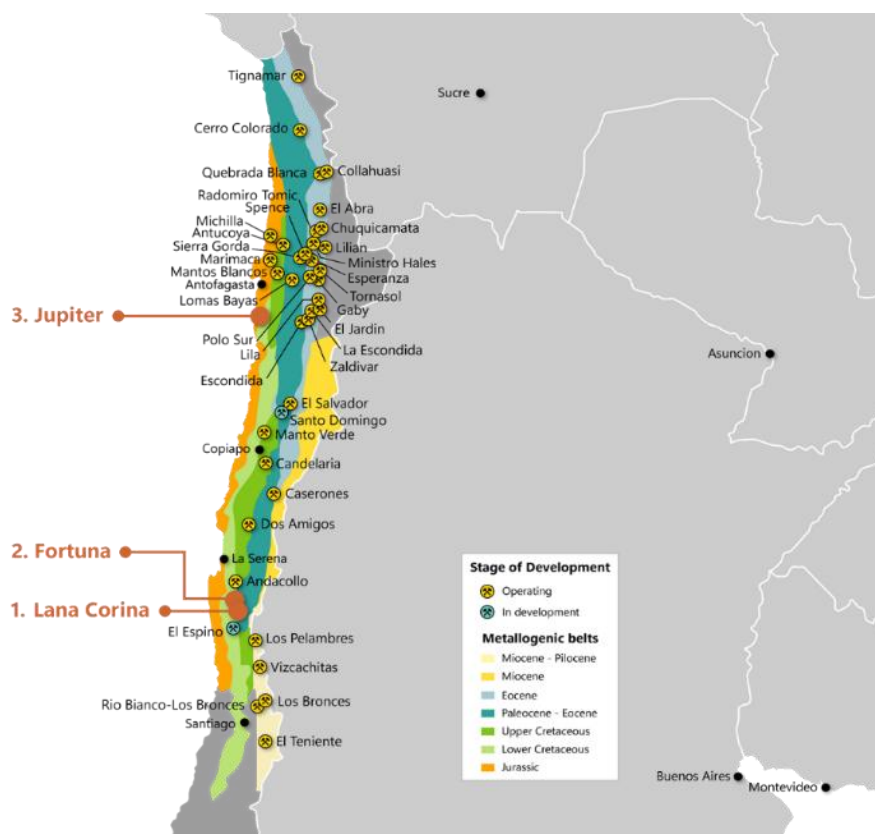 Tignamar
Sucre
Cerro Colorado
Quebrada Blanca
Collahuasi
Radomiro Tomic
Spence
El Abra
Michilla
Chuquicamata
Antucoya
Lilian
Sierra Gorda
Ministro Hales
Marimaca
Esperanza
Mantos Blancos
Antofagasta
Tornasol
Lomas Bayas
Gaby
3. Jupiter
El Jardin
Polo Sur
La Escondida
Lila
Zaldivar
Asuncion
Escondida
El Salvador
Santo Domingo
Manto Verde
Copiapo
Candelaria
Caserones
Dos Amigos
2. Fortuna
La Serena
Andacollo
1. Lana Corina
El Espino
Los Pelambres
Vizcachitas
Rio Bianco-Los Bronces
Los Bronces
Santiago
El Teniente
Stage of Development
Operating
In development
Metallogenic belts
Miocene - Pilocene
Miocene
Eocene
Paleocene - Eocene
Upper Cretaceous
Lower Cretaceous
Jurassic
Buenos Aires
Montevideo